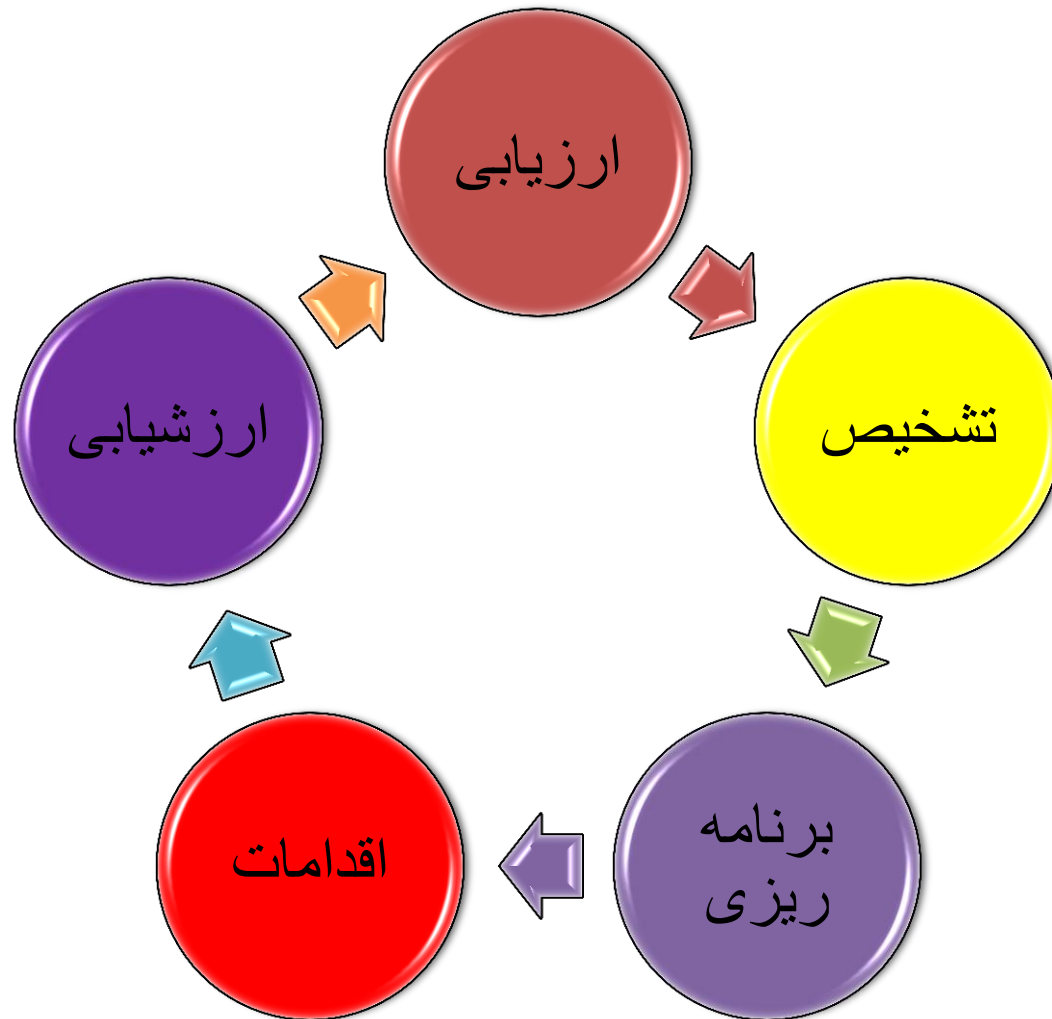 ارزیابی
تشخیص
برنامه
ریزی
اقدامات
ارزشیابی